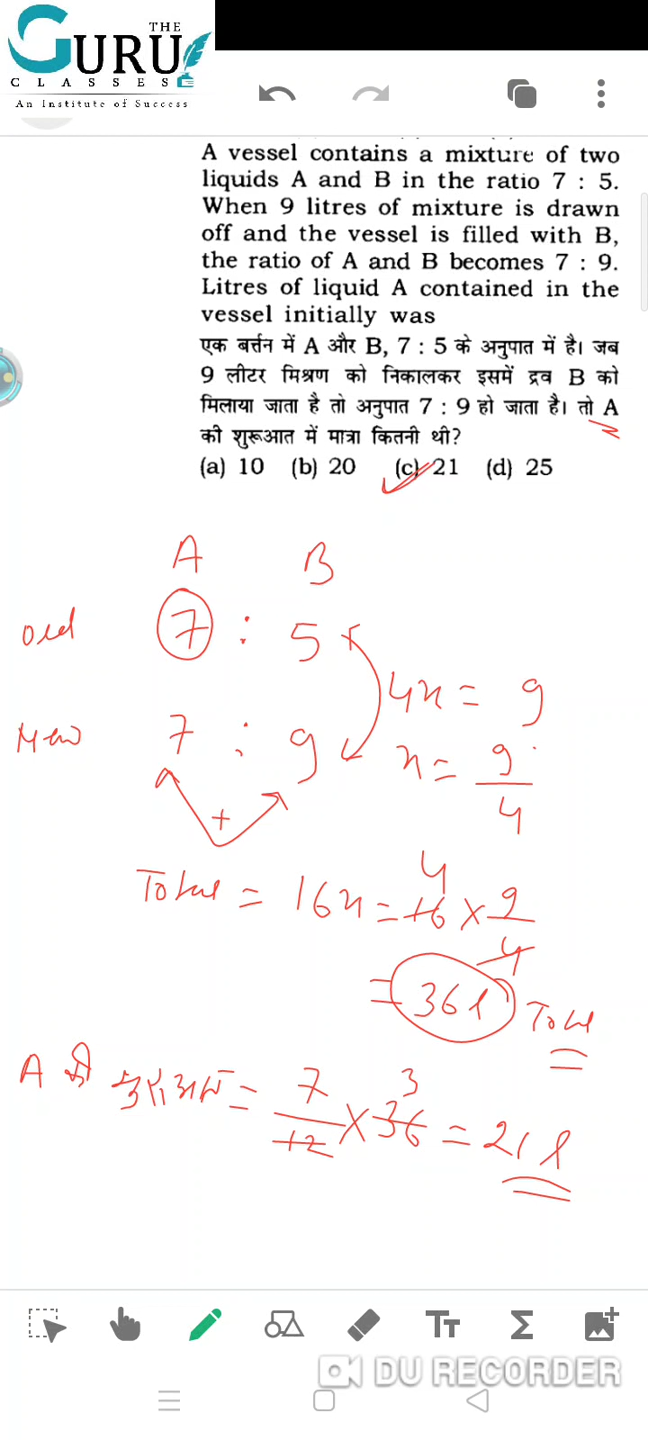 THE
GURU
CLASSES
An Institute of Success
A vessel contains a mixture of two
liquids A and B in the ratio 7 : 5.
When 9 litres of mixture is drawn
off and the vessel is filled with B,
the ratio of A and B becomes 7 : 9.
Litres of liquid A contained in the
vessel initially was
एक बर्त्तन में A और B, 7 : 5 के अनुपात में है। जब
9 लीटर मिश्रण को निकालकर इसमें द्रव B को
मिलाया जाता है तो अनुपात 7 : 9 हो जाता है। तो A
की शुरूआत में मात्रा कितनी थी?
(a) 10 (b) 20 (c) 21 (d) 25
A B
Old 7 : 5
4x = 9
New 7 : 9
x = 9/4
+
Total = 16x = 16 × 9/4
4
= 36l Total
A की = 7/12 × 36 = 21 l
3
Tт Σ
DU RECORDER